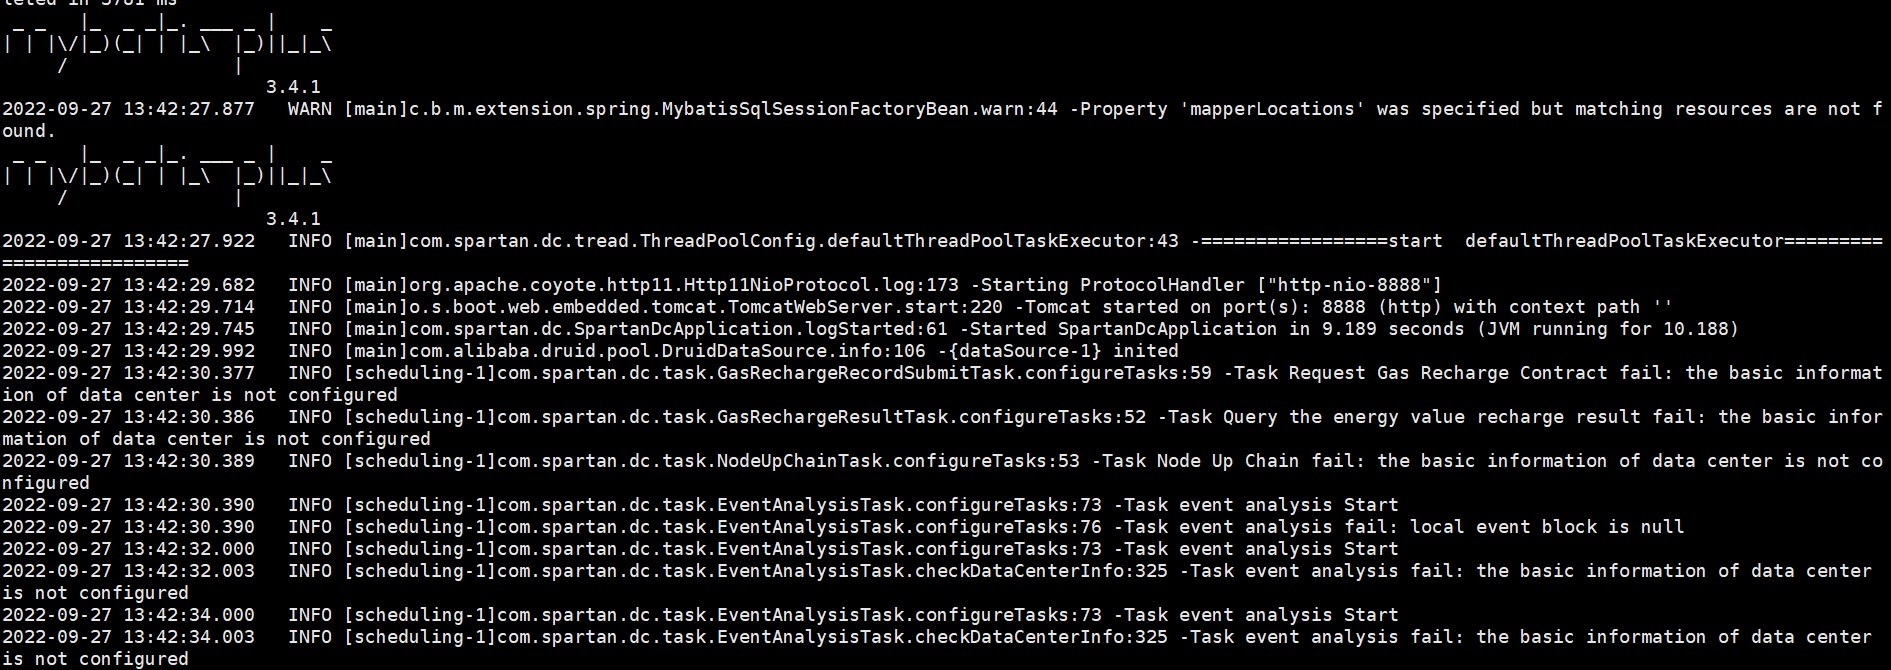 leted in 3781 ms
 _ _   |_  _ _|_. ___ _ |    _
| | |\/|_)(_| | |_\  |_)||_|_\
     /               |
                        3.4.1
2022-09-27 13:42:27.877   WARN [main]c.b.m.extension.spring.MybatisSqlSessionFactoryBean.warn:44 -Property 'mapperLocations' was specified but matching resources are not f
ound.
 _ _   |_  _ _|_. ___ _ |    _
| | |\/|_)(_| | |_\  |_)||_|_\
     /               |
                        3.4.1
2022-09-27 13:42:27.922   INFO [main]com.spartan.dc.tread.ThreadPoolConfig.defaultThreadPoolTaskExecutor:43 -=================start  defaultThreadPoolTaskExecutor=========
=================
2022-09-27 13:42:29.682   INFO [main]org.apache.coyote.http11.Http11NioProtocol.log:173 -Starting ProtocolHandler ["http-nio-8888"]
2022-09-27 13:42:29.714   INFO [main]o.s.boot.web.embedded.tomcat.TomcatWebServer.start:220 -Tomcat started on port(s): 8888 (http) with context path ''
2022-09-27 13:42:29.745   INFO [main]com.spartan.dc.SpartanDcApplication.logStarted:61 -Started SpartanDcApplication in 9.189 seconds (JVM running for 10.188)
2022-09-27 13:42:29.992   INFO [main]com.alibaba.druid.pool.DruidDataSource.info:106 -{dataSource-1} inited
2022-09-27 13:42:30.377   INFO [scheduling-1]com.spartan.dc.task.GasRechargeRecordSubmitTask.configureTasks:59 -Task Request Gas Recharge Contract fail: the basic informat
ion of data center is not configured
2022-09-27 13:42:30.386   INFO [scheduling-1]com.spartan.dc.task.GasRechargeResultTask.configureTasks:52 -Task Query the energy value recharge result fail: the basic infor
mation of data center is not configured
2022-09-27 13:42:30.389   INFO [scheduling-1]com.spartan.dc.task.NodeUpChainTask.configureTasks:53 -Task Node Up Chain fail: the basic information of data center is not co
nfigured
2022-09-27 13:42:30.390   INFO [scheduling-1]com.spartan.dc.task.EventAnalysisTask.configureTasks:73 -Task event analysis Start
2022-09-27 13:42:30.390   INFO [scheduling-1]com.spartan.dc.task.EventAnalysisTask.configureTasks:76 -Task event analysis fail: local event block is null
2022-09-27 13:42:32.000   INFO [scheduling-1]com.spartan.dc.task.EventAnalysisTask.configureTasks:73 -Task event analysis Start
2022-09-27 13:42:32.003   INFO [scheduling-1]com.spartan.dc.task.EventAnalysisTask.checkDataCenterInfo:325 -Task event analysis fail: the basic information of data center
is not configured
2022-09-27 13:42:34.000   INFO [scheduling-1]com.spartan.dc.task.EventAnalysisTask.configureTasks:73 -Task event analysis Start
2022-09-27 13:42:34.003   INFO [scheduling-1]com.spartan.dc.task.EventAnalysisTask.checkDataCenterInfo:325 -Task event analysis fail: the basic information of data center
is not configured